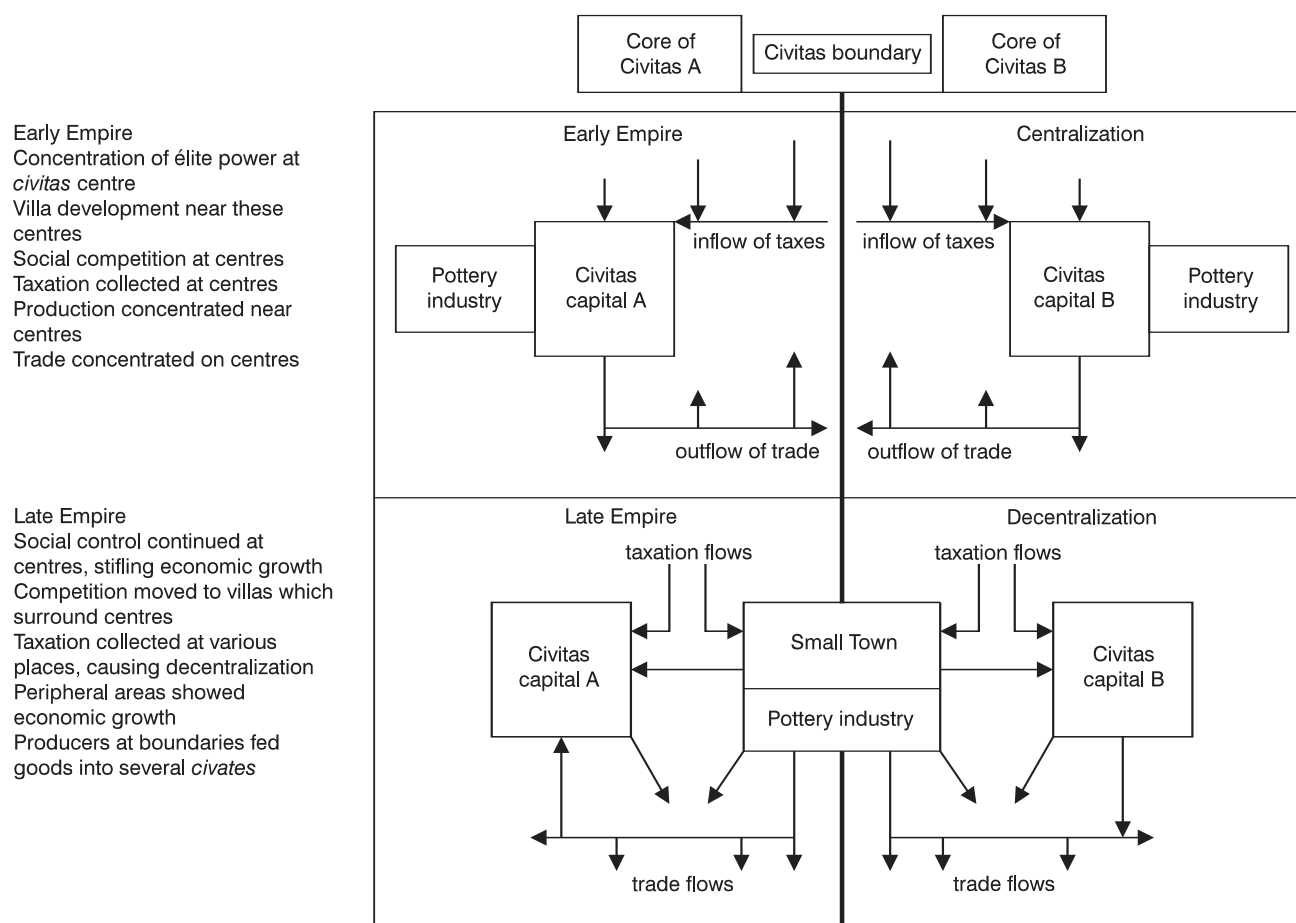 Core of
Civitas A
Civitas boundary
Core of
Civitas B
Early Empire
Concentration of élite power at
civitas centre
Villa development near these
centres
Social competition at centres
Taxation collected at centres
Production concentrated near
centres
Trade concentrated on centres
Early Empire
Centralization
inflow of taxes
inflow of taxes
Pottery
industry
Civitas
capital A
Civitas
capital B
Pottery
industry
outflow of trade
outflow of trade
Late Empire
Social control continued at
centres, stifling economic growth
Competition moved to villas which
surround centres
Taxation collected at various
places, causing decentralization
Peripheral areas showed
economic growth
Producers at boundaries fed
goods into several civates
Late Empire
Decentralization
taxation flows
taxation flows
Civitas
capital A
Small Town
Pottery industry
Civitas
capital B
trade flows
trade flows